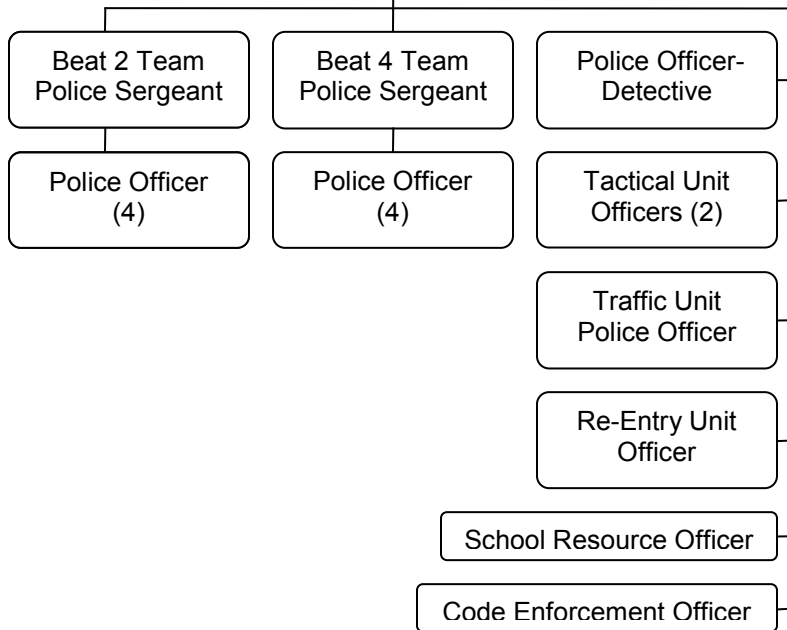 Beat 2 Team
Police Sergeant
Beat 4 Team
Police Sergeant
Police Officer-
Detective
Police Officer
(4)
Police Officer
(4)
Tactical Unit
Officers (2)
Traffic Unit
Police Officer
Re-Entry Unit
Officer
School Resource Officer
Code Enforcement Officer